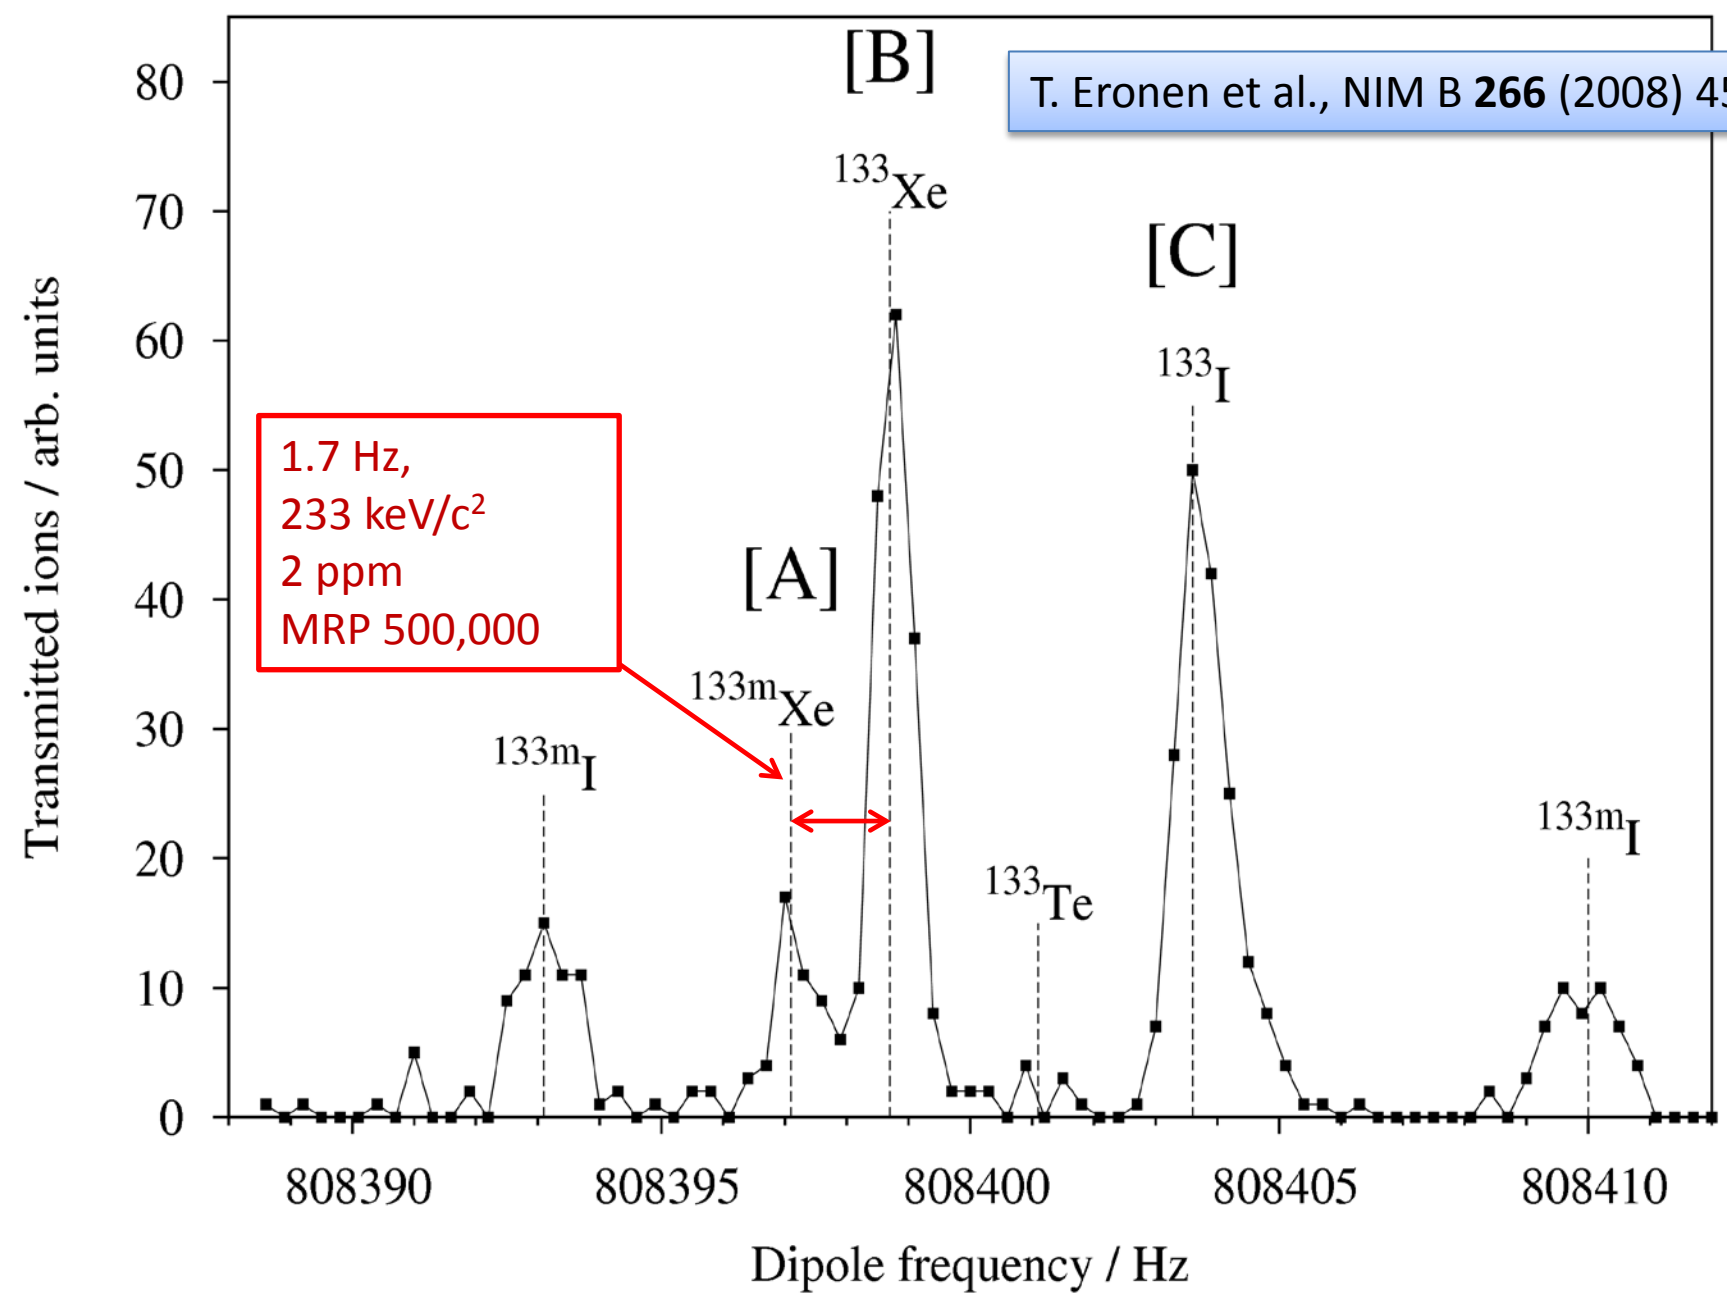 [B]
T. Eronen et al., NIM B 266 (2008) 45
80
¹³³Xe
70
[C]
60
¹³³I
50
1.7 Hz,
233 keV/c²
2 ppm
MRP 500,000
[A]
40
¹³³ᵐXe
30
¹³³ᵐI
¹³³ᵐI
20
¹³³Te
10
0
Transmitted ions / arb. units
808390 808395 808400 808405 808410
Dipole frequency / Hz